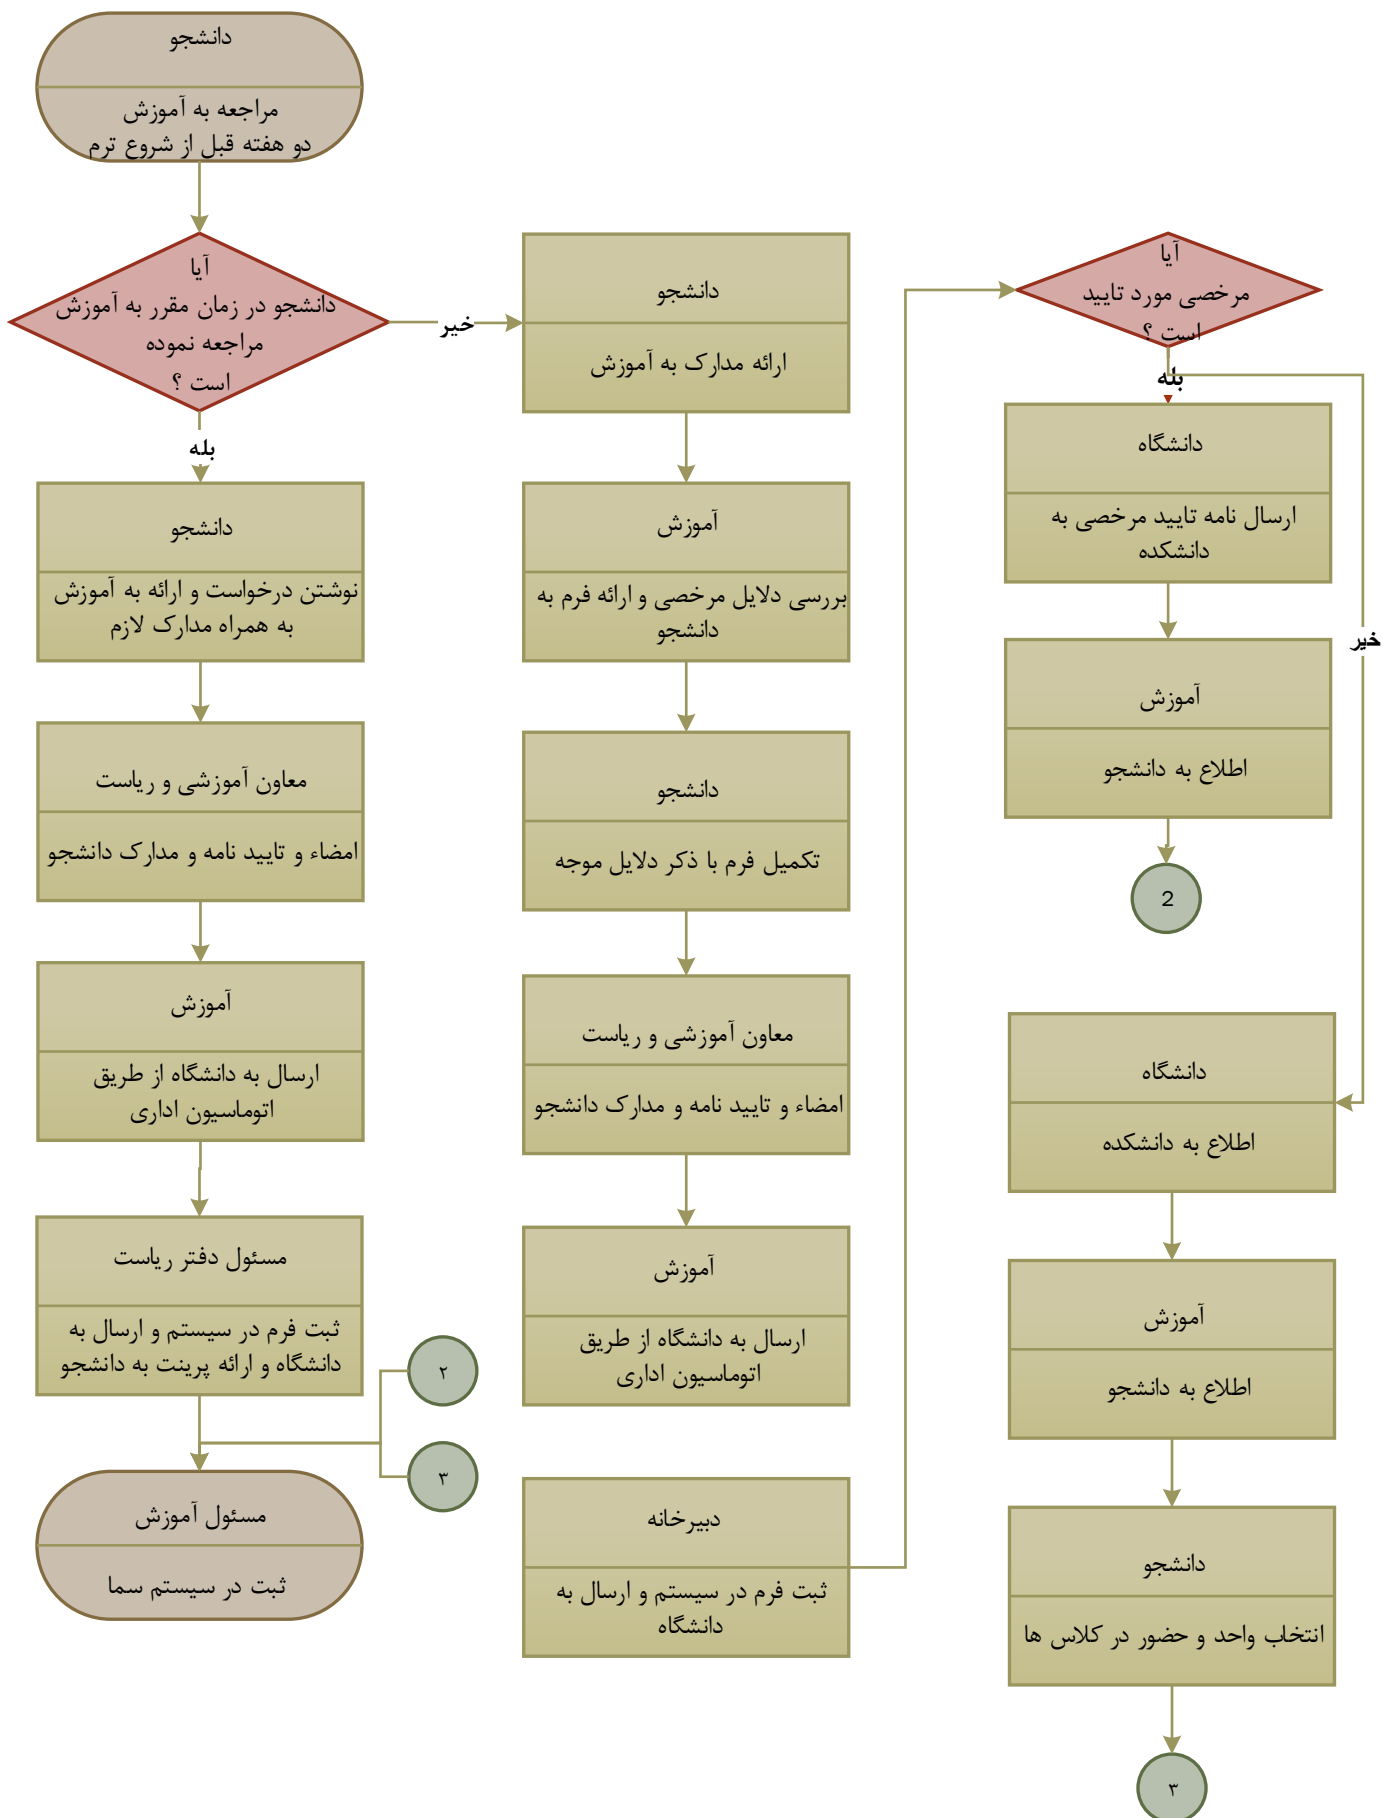 دانشجو
مراجعه به آموزش
دو هفته قبل از شروع ترم
آیا
دانشجو در زمان مقرر به آموزش
مراجعه نموده
است ؟
خیر
بله
دانشجو
نوشتن درخواست و ارائه به آموزش
به همراه مدارک لازم
معاون آموزشی و ریاست
امضاء و تایید نامه و مدارک دانشجو
آموزش
ارسال به دانشگاه از طریق
اتوماسیون اداری
مسئول دفتر ریاست
ثبت فرم در سیستم و ارسال به
دانشگاه و ارائه پرینت به دانشجو
۲
۳
مسئول آموزش
ثبت در سیستم سما
دانشجو
ارائه مدارک به آموزش
آموزش
بررسی دلایل مرخصی و ارائه فرم به
دانشجو
دانشجو
تکمیل فرم با ذکر دلایل موجه
معاون آموزشی و ریاست
امضاء و تایید نامه و مدارک دانشجو
آموزش
ارسال به دانشگاه از طریق
اتوماسیون اداری
دبیرخانه
ثبت فرم در سیستم و ارسال به
دانشگاه
آیا
مرخصی مورد تایید
است ؟
بله
خیر
دانشگاه
ارسال نامه تایید مرخصی به
دانشکده
آموزش
اطلاع به دانشجو
2
دانشگاه
اطلاع به دانشکده
آموزش
اطلاع به دانشجو
دانشجو
انتخاب واحد و حضور در کلاس ها
۳